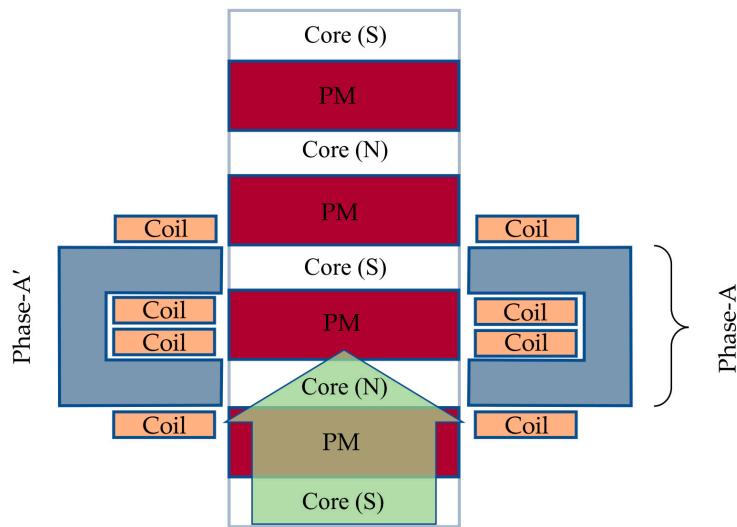 Core (S)
PM
Core (N)
PM
Coil
Coil
Core (S)
Phase-A′
Coil
Coil
PM
Coil
Coil
Phase-A
Core (N)
Coil
Coil
PM
Core (S)